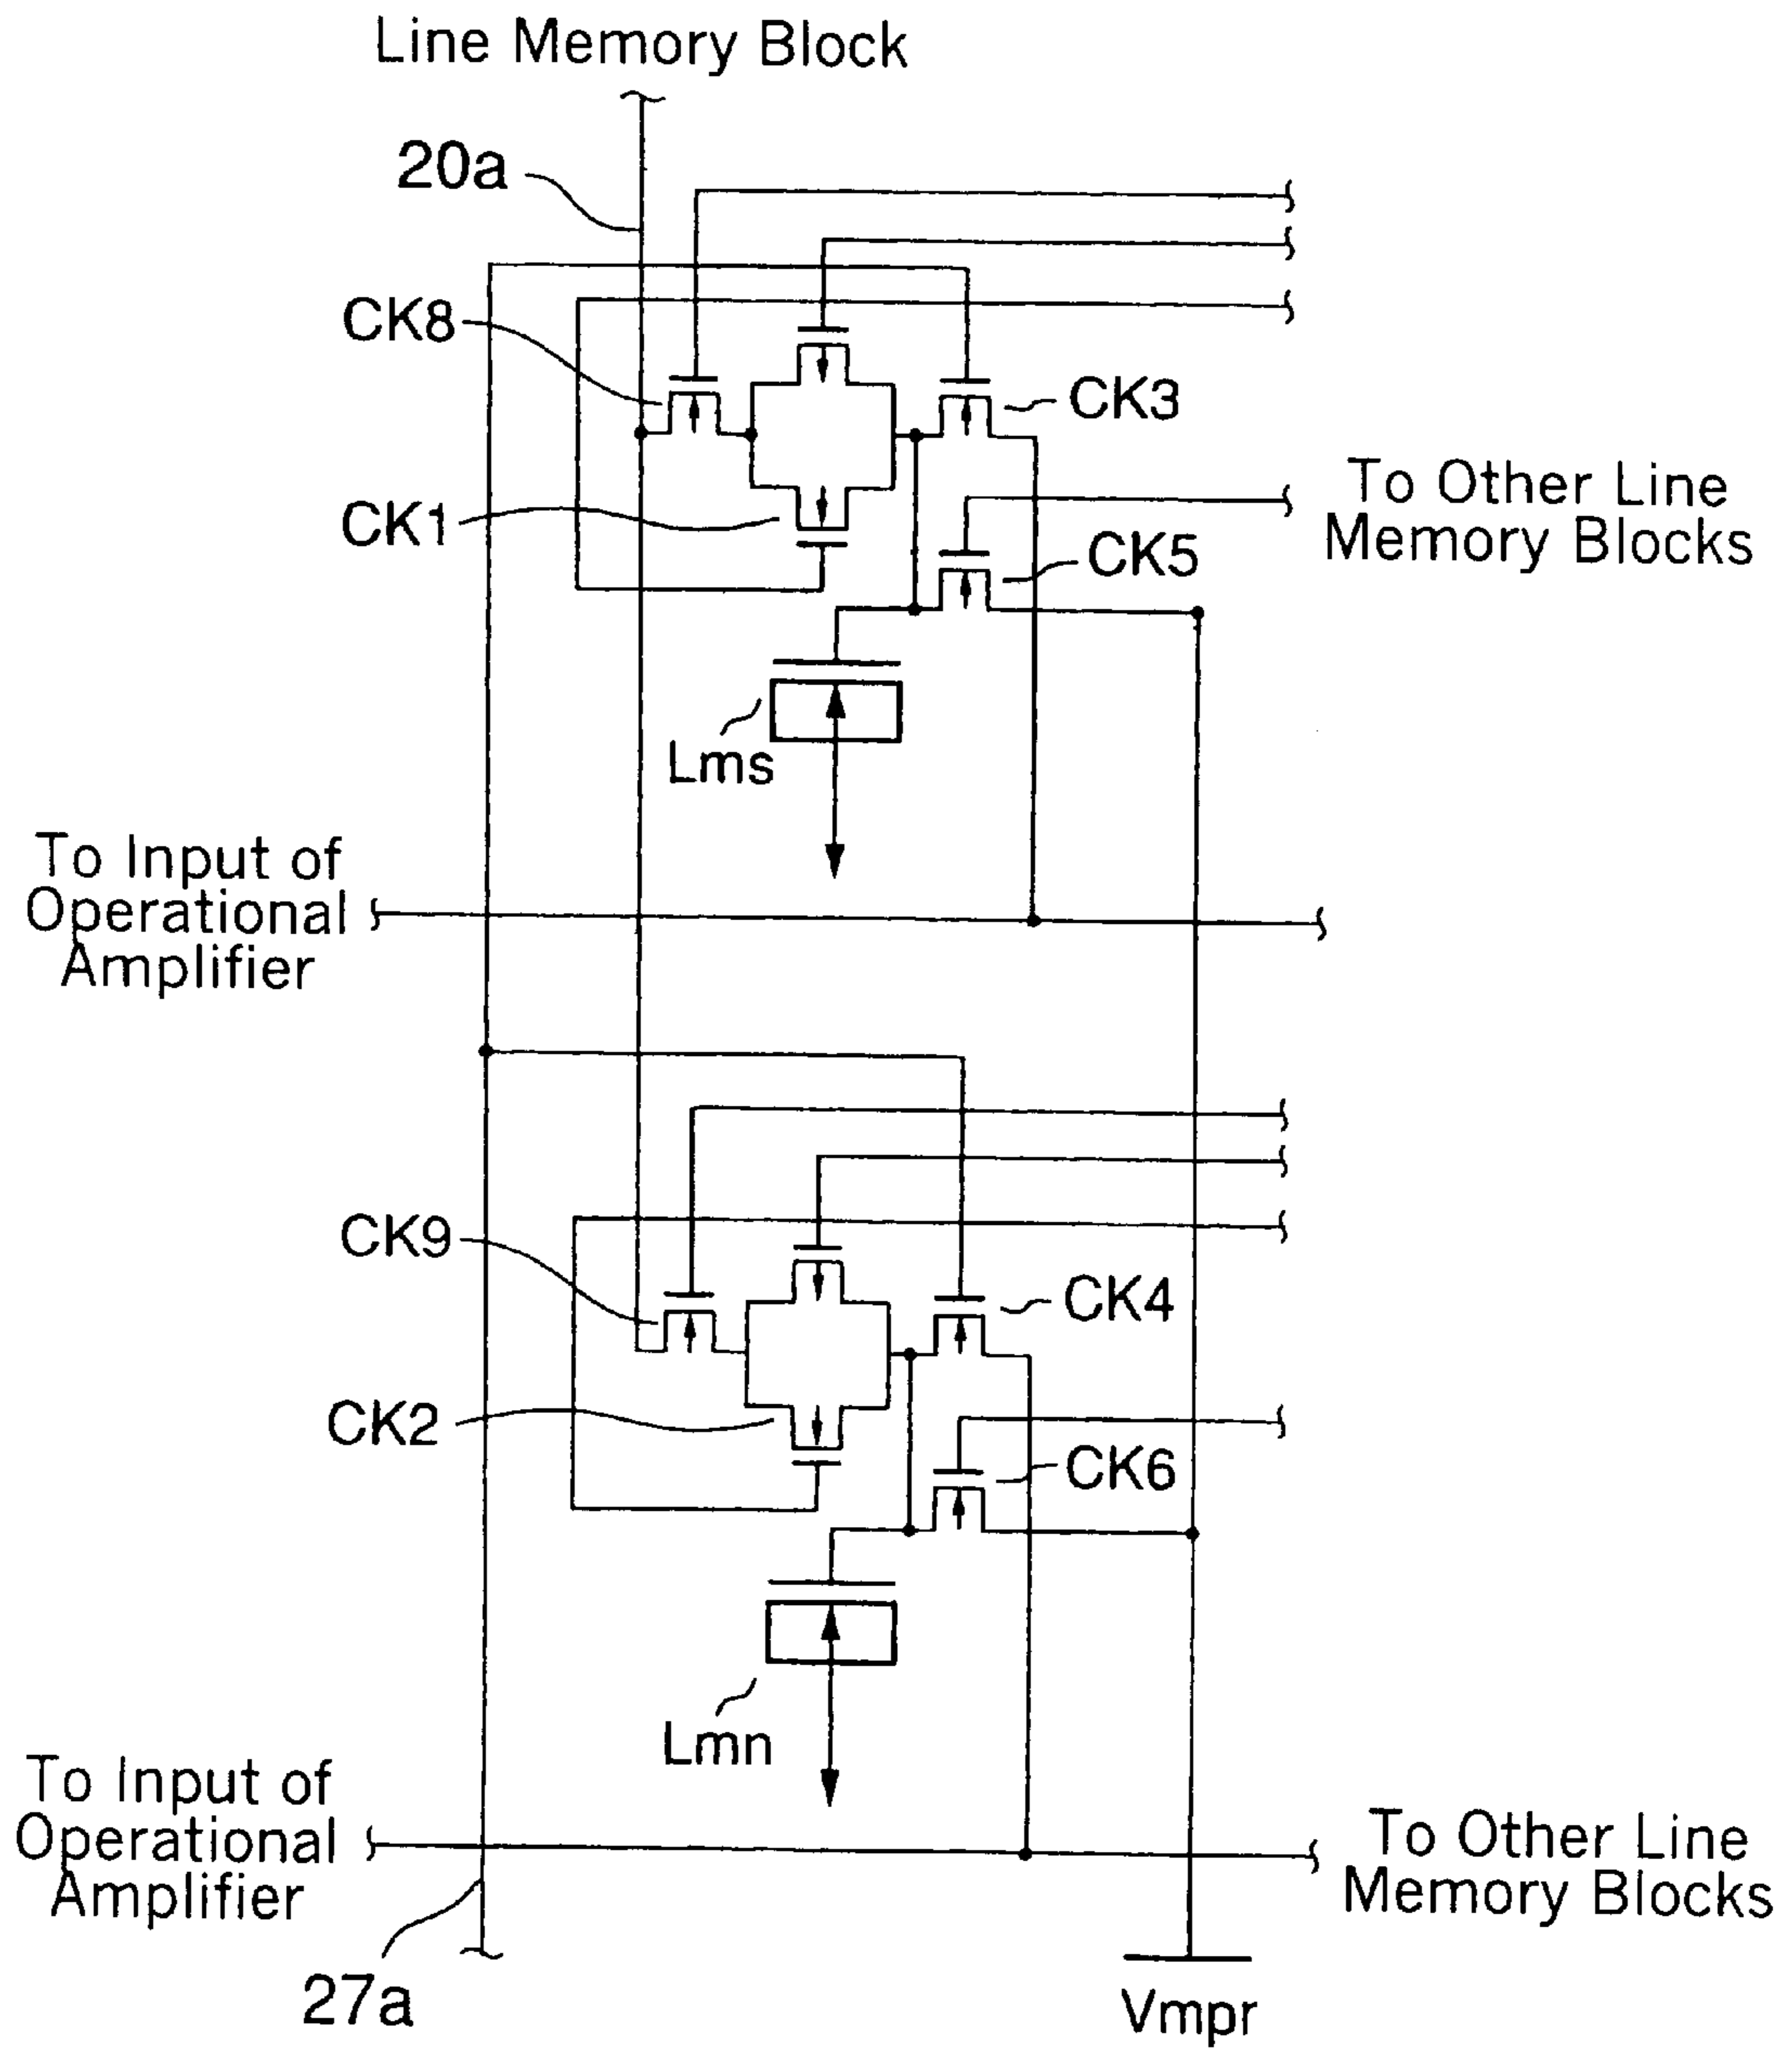 Line Memory Block
20a
CK8
CK3
To Other Line
Memory Blocks
CK1
CK5
Lms
To Input of
Operational
Amplifier
CK9
CK4
CK2
CK6
Lmn
To Input of
Operational
Amplifier
To Other Line
Memory Blocks
27a
Vmpr